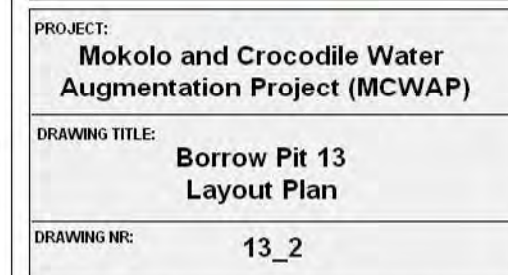 PROJECT:
Mokolo and Crocodile Water
Augmentation Project (MCWAP)
DRAWING TITLE:
Borrow Pit 13
Layout Plan
DRAWING NR:
13_2